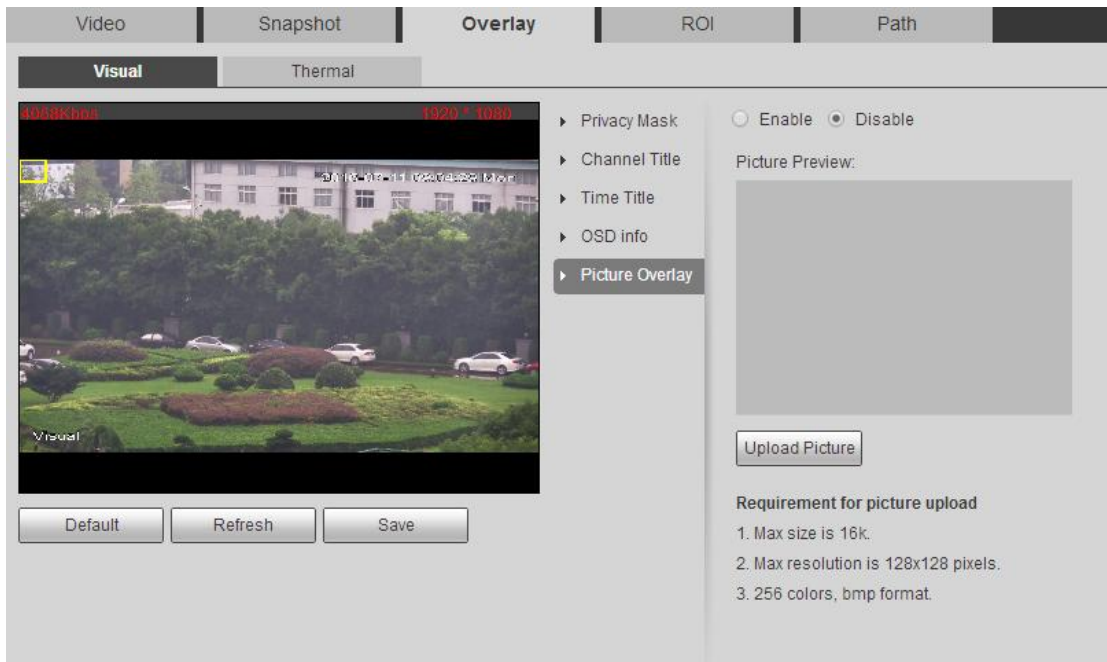 Video
Snapshot
Overlay
ROI
Path
Visual
Thermal
1920 * 1080
Visual
Privacy Mask
Channel Title
Time Title
OSD info
Picture Overlay
Enable
Disable
Picture Preview:
Upload Picture
Requirement for picture upload
1. Max size is 16k.
2. Max resolution is 128x128 pixels.
3. 256 colors, bmp format.
Default
Refresh
Save